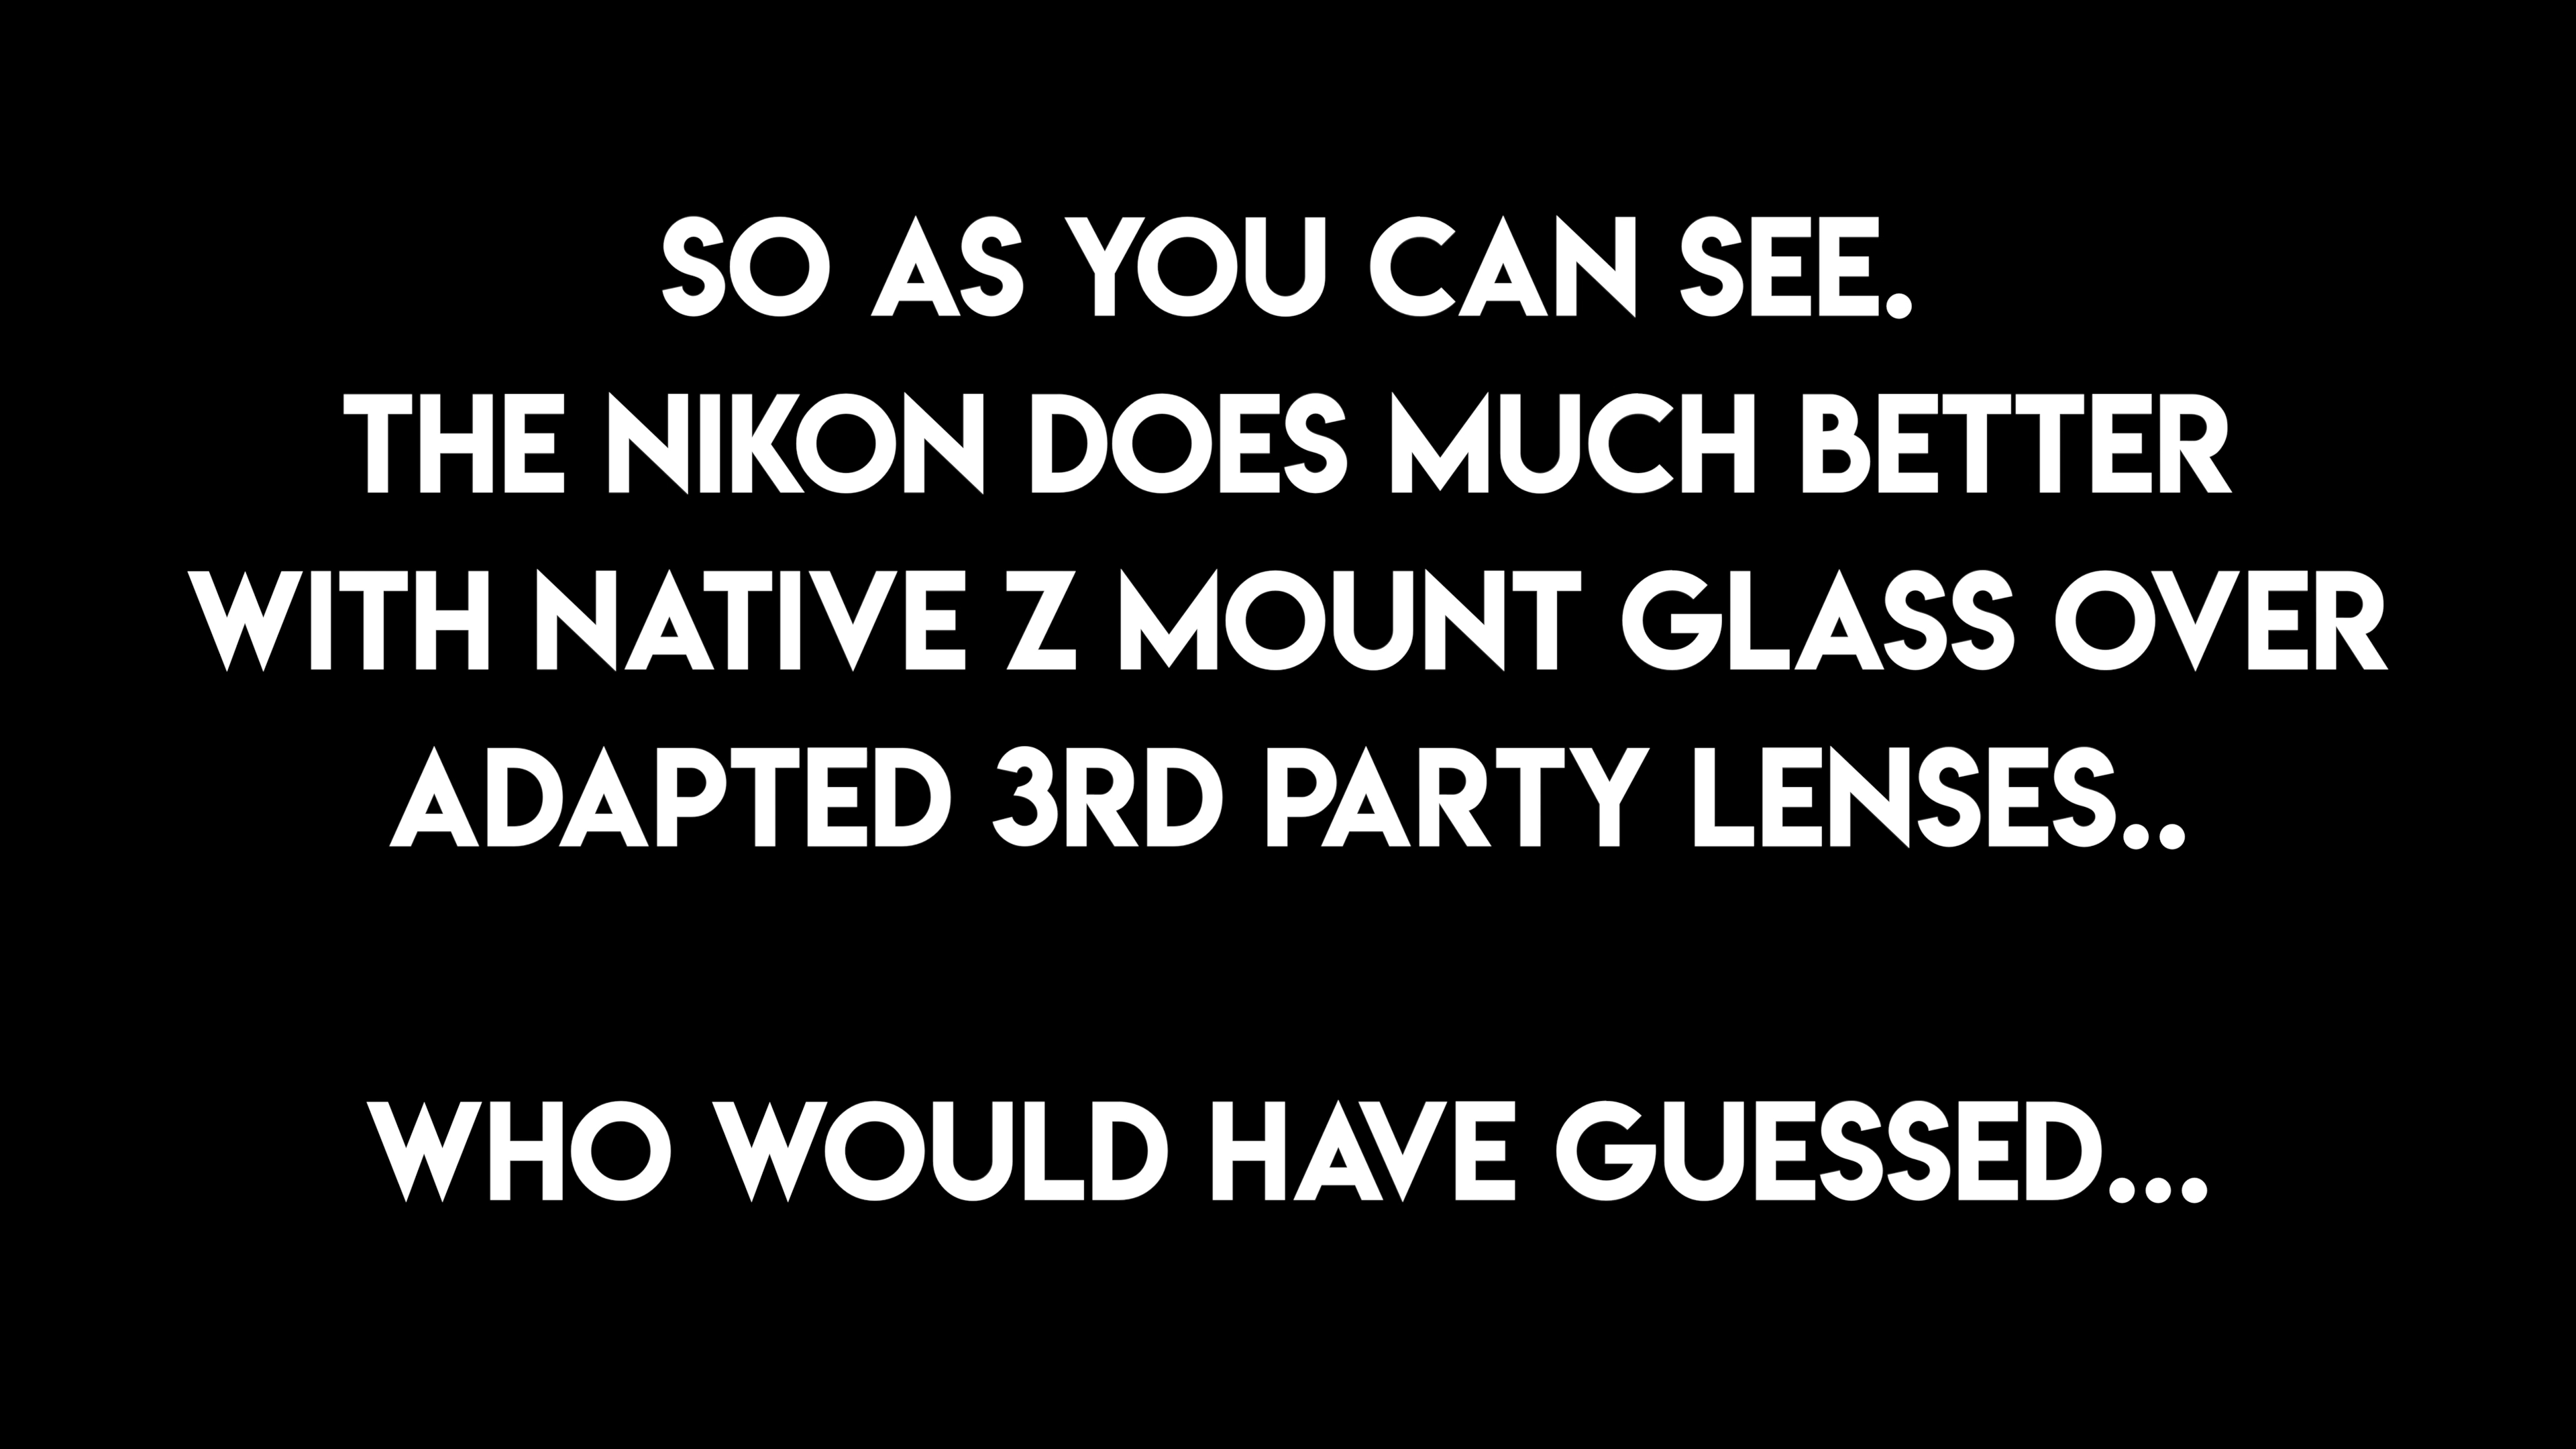 SO AS YOU CAN SEE.
THE NIKON DOES MUCH BETTER
WITH NATIVE Z MOUNT GLASS OVER
ADAPTED 3RD PARTY LENSES..
WHO WOULD HAVE GUESSED...